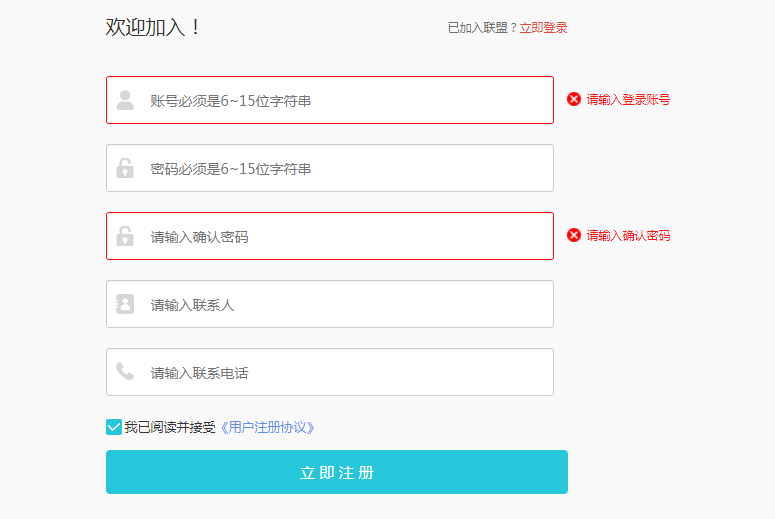 欢迎加入！
已加入联盟？立即登录
账号必须是6~15位字符串
请输入登录账号
密码必须是6~15位字符串
请输入确认密码
请输入确认密码
请输入联系人
请输入联系电话
我已阅读并接受《用户注册协议》
立即注册